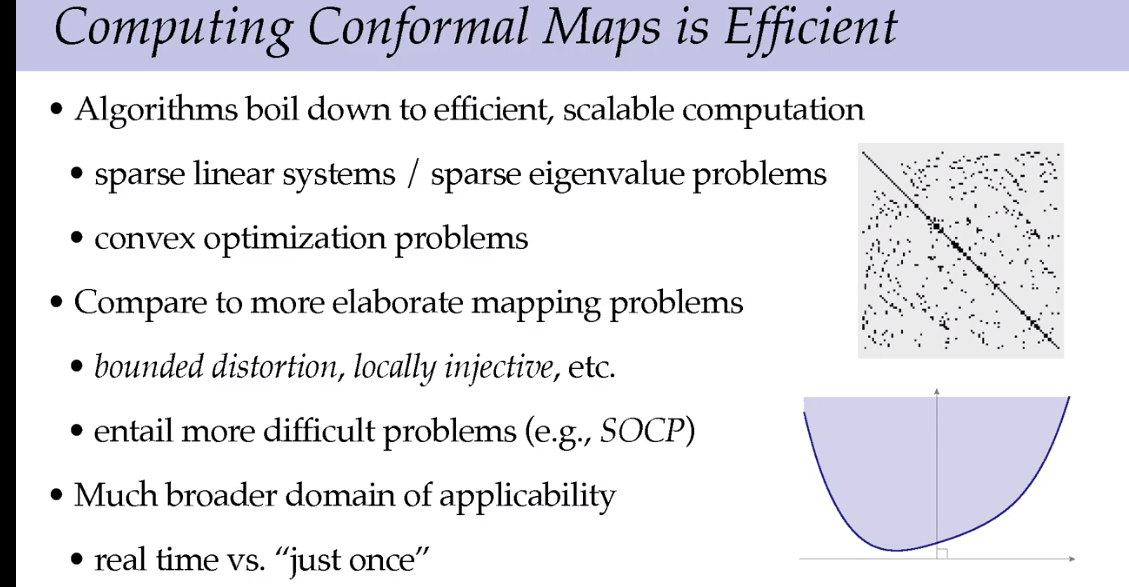 Computing Conformal Maps is Efficient
• Algorithms boil down to efficient, scalable computation
• sparse linear systems / sparse eigenvalue problems
• convex optimization problems
• Compare to more elaborate mapping problems
• bounded distortion, locally injective, etc.
• entail more difficult problems (e.g., SOCP)
• Much broader domain of applicability
• real time vs. “just once”